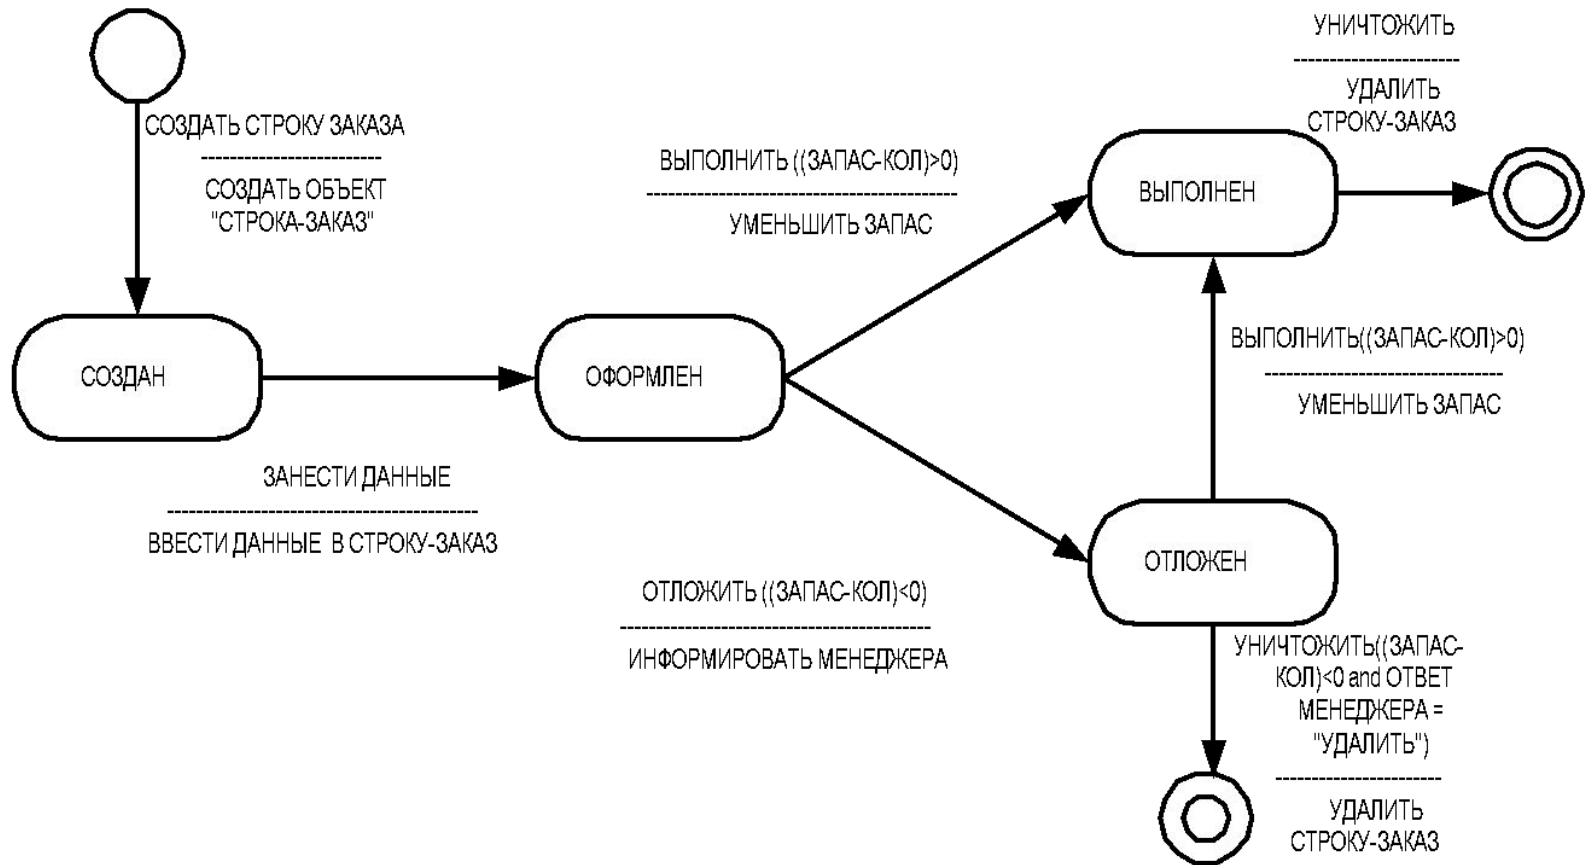 УНИЧТОЖИТЬ
-----------------------
УДАЛИТЬ
СТРОКУ-ЗАКАЗ
СОЗДАТЬ СТРОКУ ЗАКАЗА
-------------------------
СОЗДАТЬ ОБЪЕКТ
"СТРОКА-ЗАКАЗ"
ВЫПОЛНИТЬ ((ЗАПАС-КОЛ)>0)
-------------------------------------------
УМЕНЬШИТЬ ЗАПАС
ВЫПОЛНЕН
СОЗДАН
ОФОРМЛЕН
ВЫПОЛНИТЬ((ЗАПАС-КОЛ)>0)
---------------------------------
УМЕНЬШИТЬ ЗАПАС
ЗАНЕСТИ ДАННЫЕ
-------------------------------------------
ВВЕСТИ ДАННЫЕ В СТРОКУ-ЗАКАЗ
ОТЛОЖИТЬ ((ЗАПАС-КОЛ)<0)
-------------------------------------------
ИНФОРМИРОВАТЬ МЕНЕДЖЕРА
ОТЛОЖЕН
УНИЧТОЖИТЬ((ЗАПАС-
КОЛ)<0 and ОТВЕТ
МЕНЕДЖЕРА =
"УДАЛИТЬ")
-----------------------
УДАЛИТЬ
СТРОКУ-ЗАКАЗ